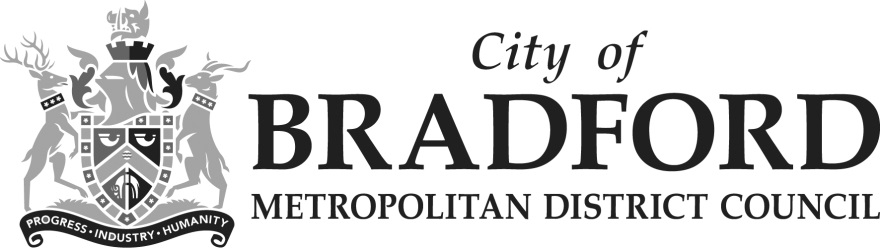 City of
BRADFORD
METROPOLITAN DISTRICT COUNCIL
PROGRESS • INDUSTRY • HUMANITY